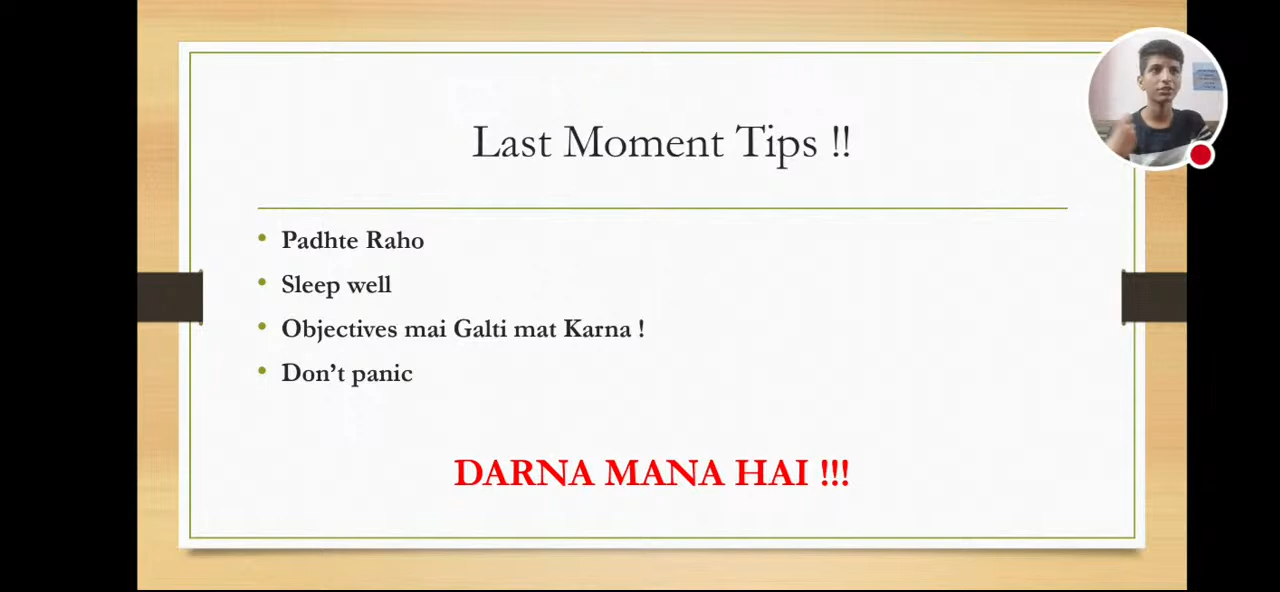 Last Moment Tips !!
• Padhte Raho
• Sleep well
• Objectives mai Galti mat Karna !
• Don’t panic
DARNA MANA HAI !!!